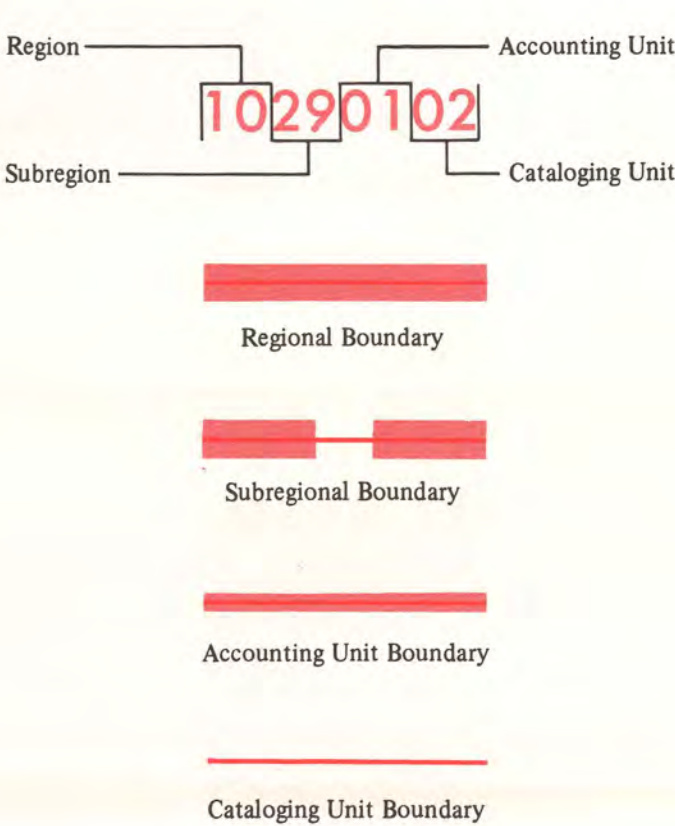 Region Accounting Unit
10290102
Subregion Cataloging Unit
Regional Boundary
Subregional Boundary
Accounting Unit Boundary
Cataloging Unit Boundary